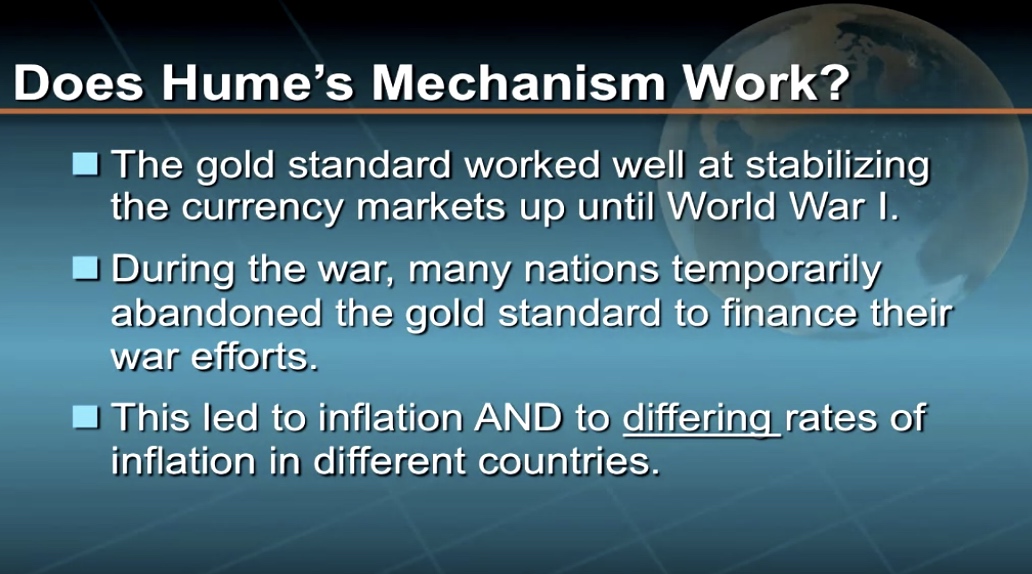 Does Hume’s Mechanism Work?
The gold standard worked well at stabilizing
the currency markets up until World War I.
During the war, many nations temporarily
abandoned the gold standard to finance their
war efforts.
This led to inflation AND to differing rates of
inflation in different countries.